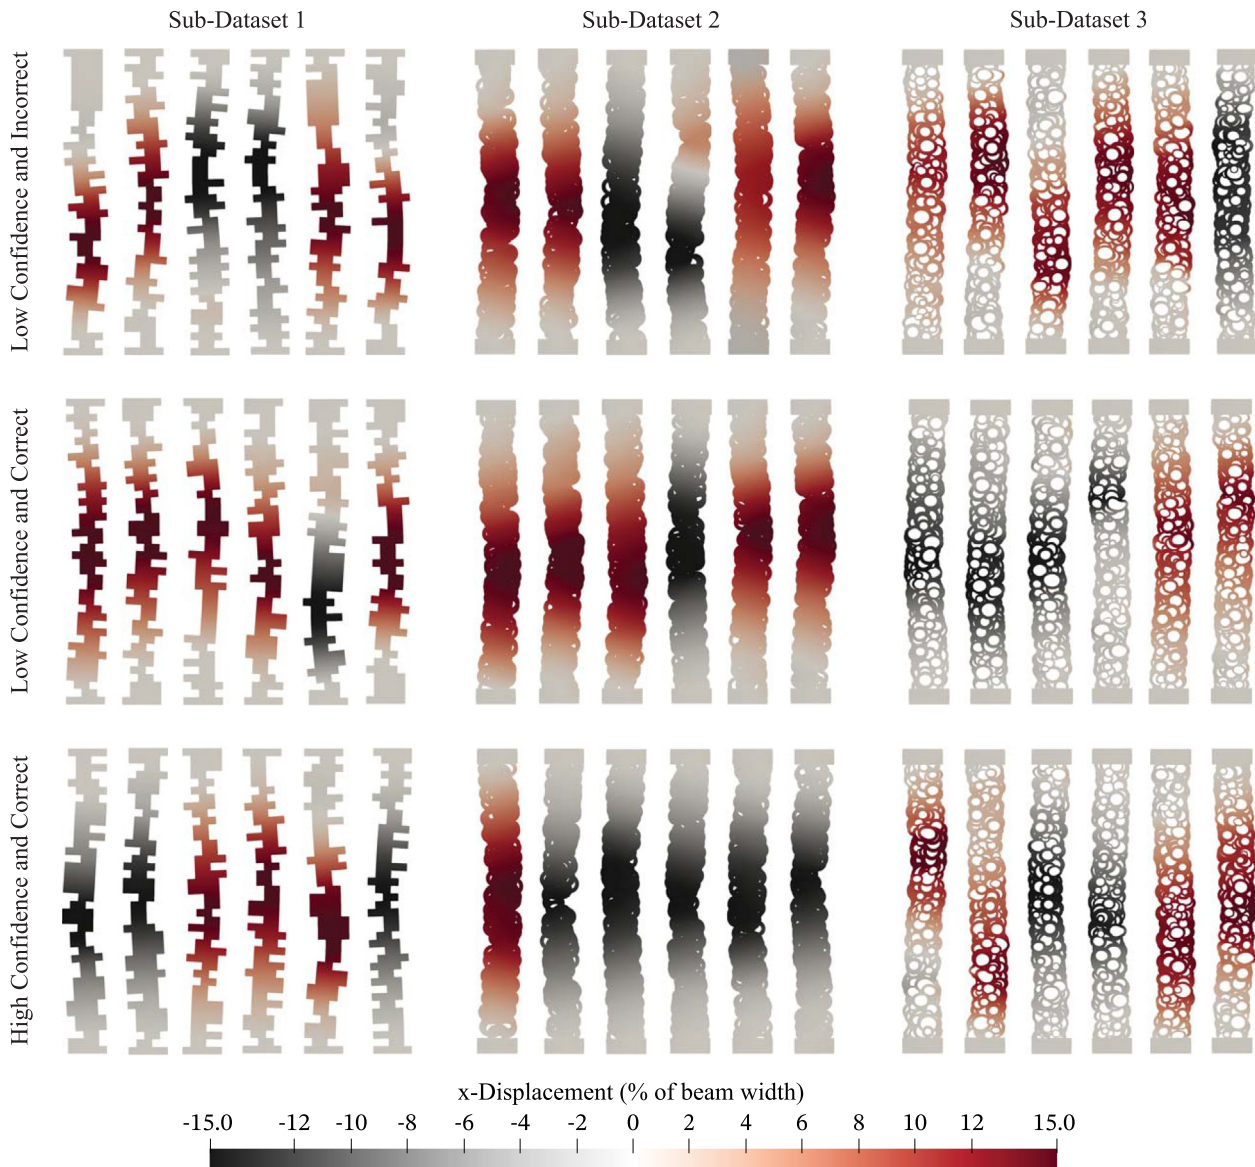 Sub-Dataset 1
Sub-Dataset 2
Sub-Dataset 3
Low Confidence and Incorrect
Low Confidence and Correct
High Confidence and Correct
x-Displacement (% of beam width)
-15.0 -12 -10 -8 -6 -4 -2 0 2 4 6 8 10 12 15.0